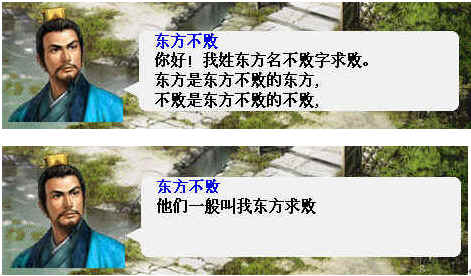 东方不败
你好！我姓东方名不败字求败。
东方是东方不败的东方，
不败是东方不败的不败，
东方不败
他们一般叫我东方求败